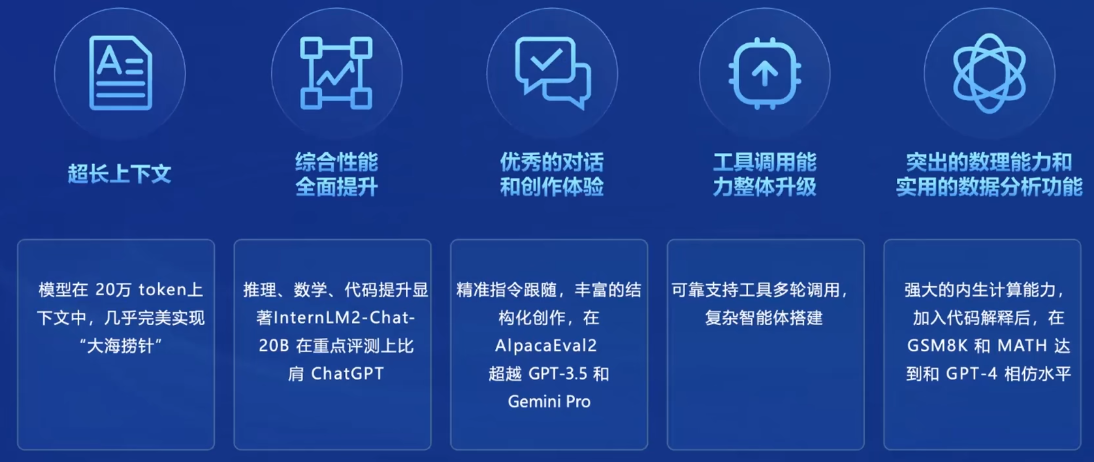 超长上下文
综合性能
全面提升
优秀的对话
和创作体验
工具调用能
力整体升级
突出的数理能力和
实用的数据分析功能
模型在 20万 token上
下文中，几乎完美实现
“大海捞针”
推理、数学、代码提升显
著InternLM2-Chat-
20B 在重点评测上比
肩 ChatGPT
精准指令跟随，丰富的结
构化创作，在
AlpacaEval2
超越 GPT-3.5 和
Gemini Pro
可靠支持工具多轮调用，
复杂智能体搭建
强大的内生计算能力，
加入代码解释后，在
GSM8K 和 MATH 达
到和 GPT-4 相仿水平